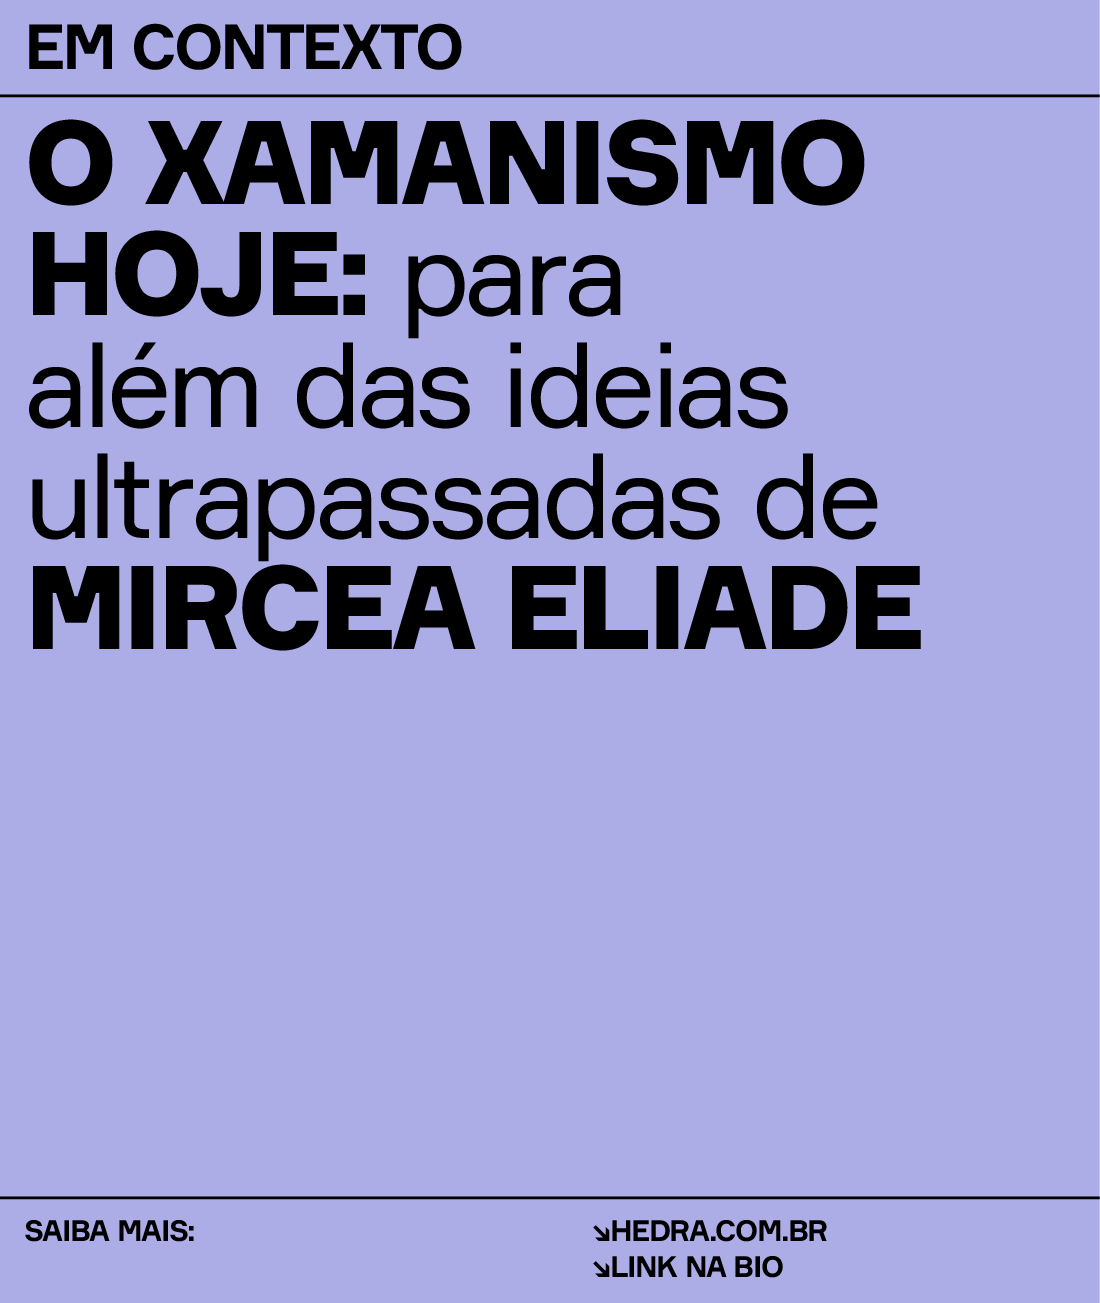 EM CONTEXTO
O XAMANISMO
HOJE: para
além das ideias
ultrapassadas de
MIRCEA ELIADE
SAIBA MAIS:
↘HEDRA.COM.BR
↘LINK NA BIO